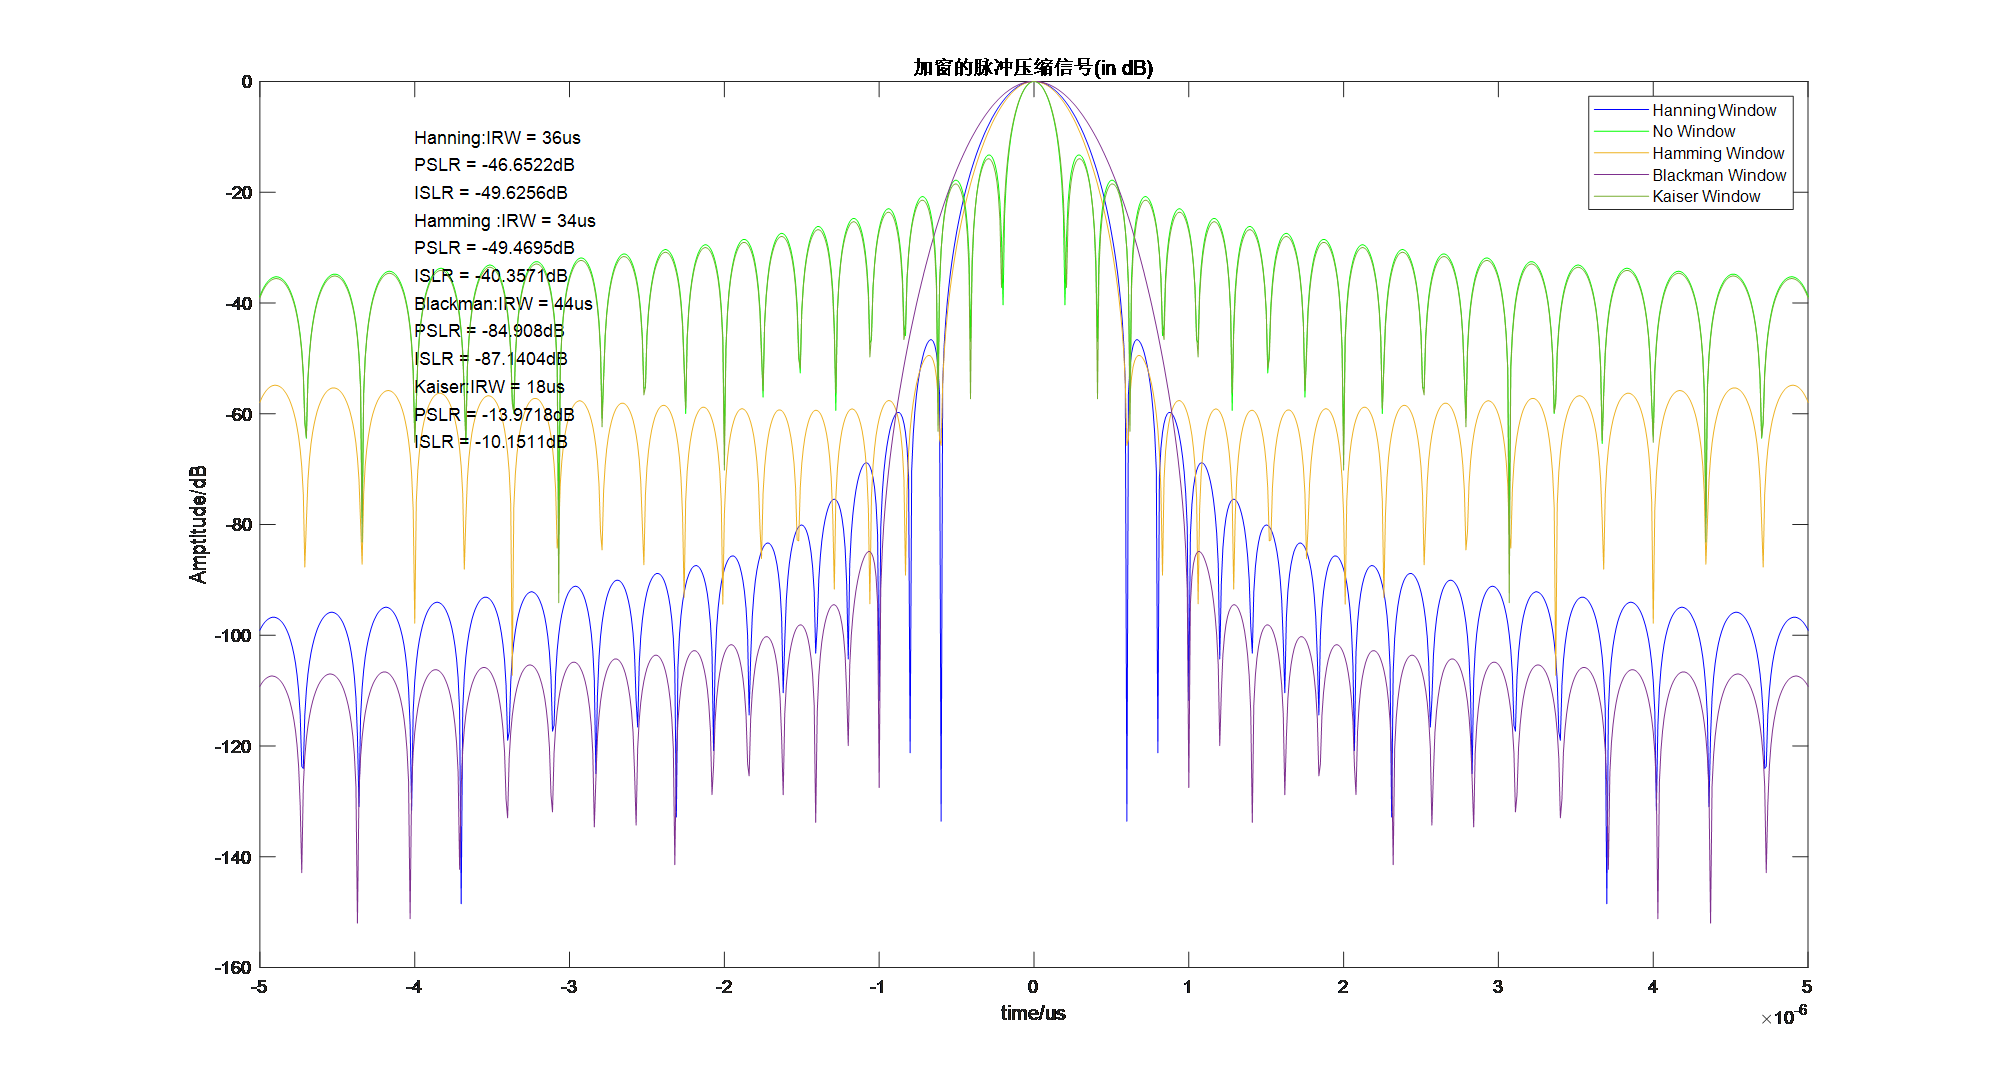 加窗的脉冲压缩信号(in dB)
Hanning:IRW = 36us
PSLR = -46.6522dB
ISLR = -49.6256dB
Hamming :IRW = 34us
PSLR = -49.4695dB
ISLR = -40.3571dB
Blackman:IRW = 44us
PSLR = -84.908dB
ISLR = -87.1404dB
Kaiser:IRW = 18us
PSLR = -13.9718dB
ISLR = -10.1511dB
Hanning Window
No Window
Hamming Window
Blackman Window
Kaiser Window
Amptitude/dB
0
-20
-40
-60
-80
-100
-120
-140
-160
-5 -4 -3 -2 -1 0 1 2 3 4 5
time/us
×10-6